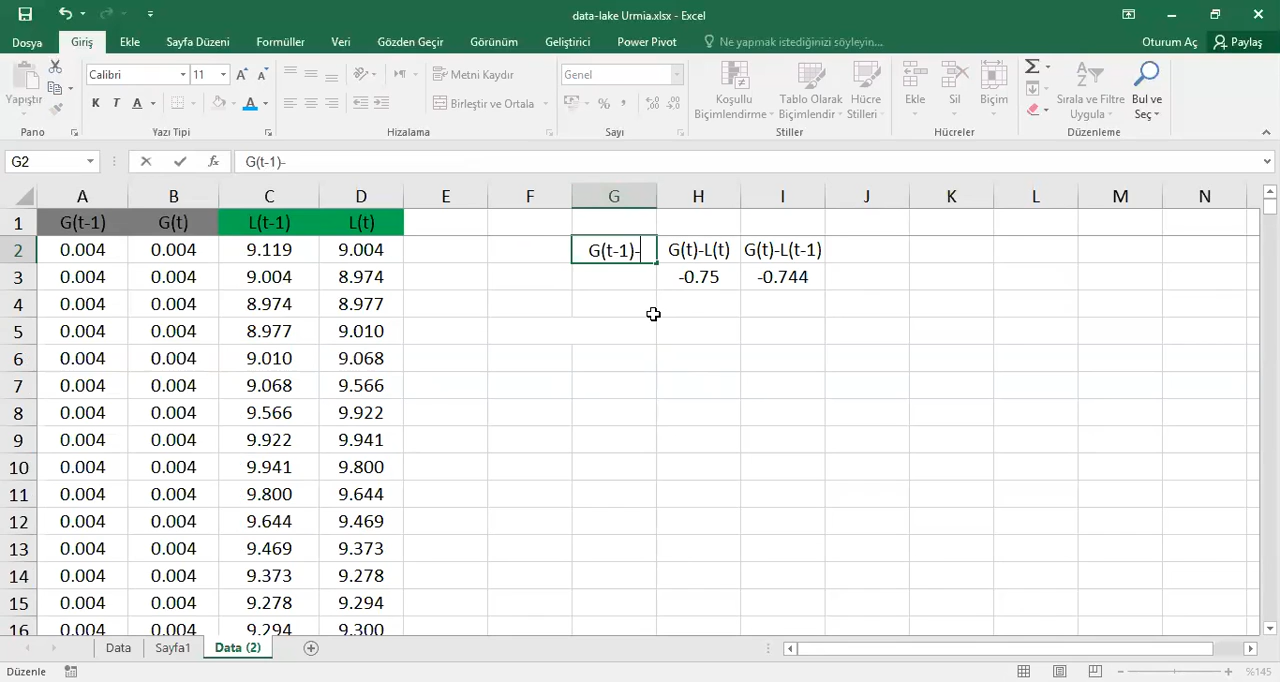 data-lake Urmia.xlsx - Excel
Dosya Giriş Ekle Sayfa Düzeni Formüller Veri Gözden Geçir Görünüm Geliştirici Power Pivot Ne yapmak istediğinizi söyleyin... Oturum Aç Paylaş
Yapıştır Calibri 11 Metni Kaydır Genel Koşullu Biçimlendirme Tablo Olarak Biçimlendir Hücre Stilleri Ekle Sil Biçim Sırala ve Filtre Uygula Bul ve Seç
K T A Birleştir ve Ortala
Pano Yazı Tipi Hizalama Sayı Stiller Hücreler Düzenleme
G2 fx G(t-1)-
A B C D E F G H I J K L M N
1 G(t-1) G(t) L(t-1) L(t)
2 0.004 0.004 9.119 9.004 G(t-1)- G(t)-L(t) G(t)-L(t-1)
3 0.004 0.004 9.004 8.974 -0.75 -0.744
4 0.004 0.004 8.974 8.977
5 0.004 0.004 8.977 9.010
6 0.004 0.004 9.010 9.068
7 0.004 0.004 9.068 9.566
8 0.004 0.004 9.566 9.922
9 0.004 0.004 9.922 9.941
10 0.004 0.004 9.941 9.800
11 0.004 0.004 9.800 9.644
12 0.004 0.004 9.644 9.469
13 0.004 0.004 9.469 9.373
14 0.004 0.004 9.373 9.278
15 0.004 0.004 9.278 9.294
16 0.004 0.004 9.294 9.300
Data Sayfa1 Data (2)
Düzenle %145